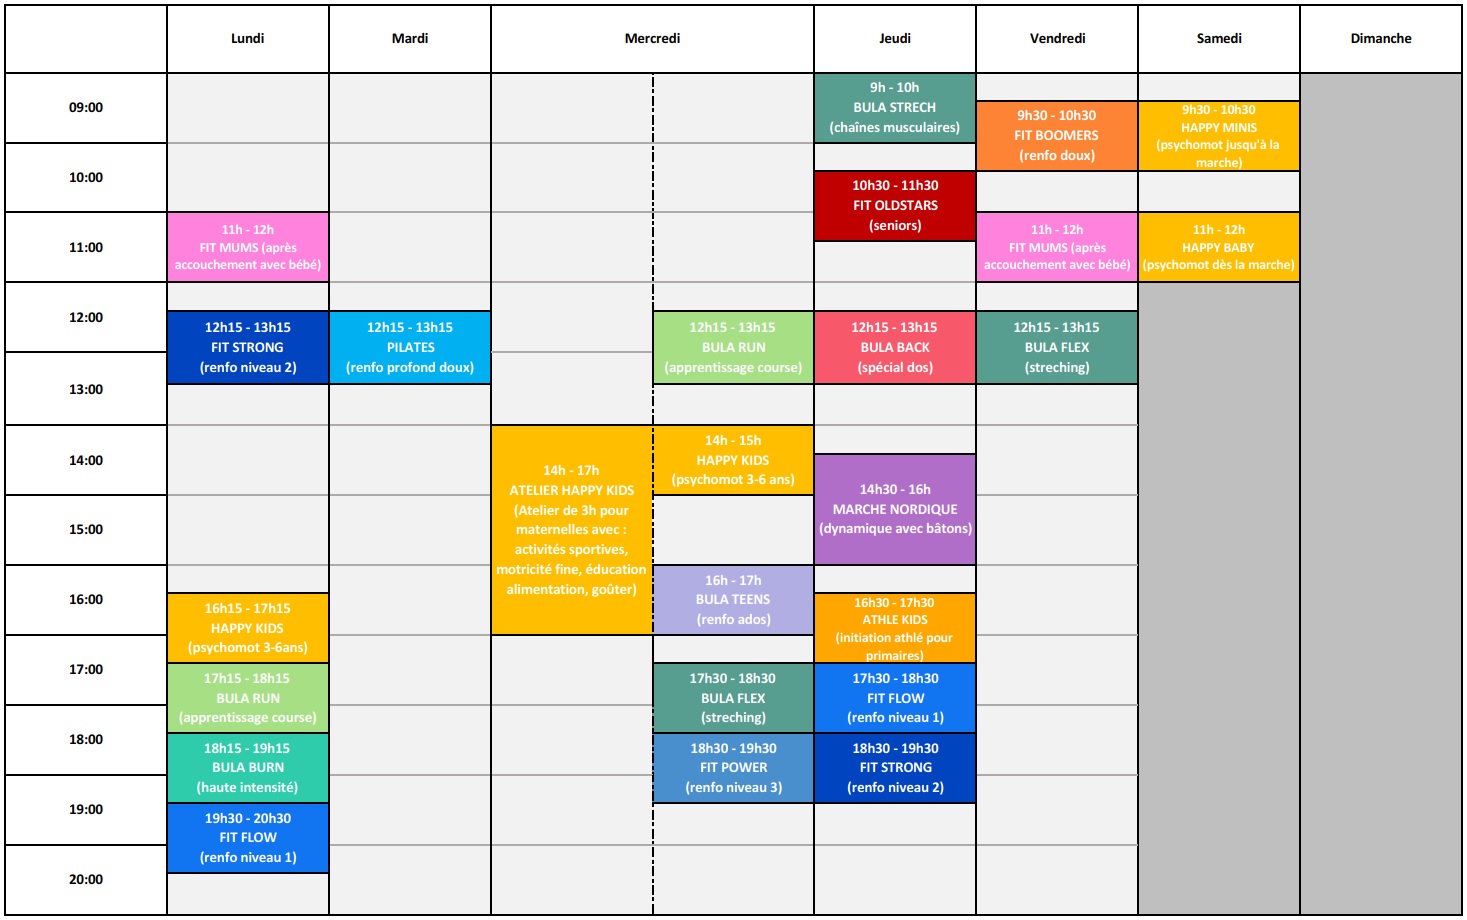 Lundi
Mardi
Mercredi
Jeudi
Vendredi
Samedi
Dimanche
09:00
9h - 10h
BULA STRECH
(chaînes musculaires)
9h30 - 10h30
FIT BOOMERS
(renfo doux)
9h30 - 10h30
HAPPY MINIS
(psychomot jusqu'à la
marche)
10:00
10h30 - 11h30
FIT OLDSTARS
(seniors)
11:00
11h - 12h
FIT MUMS (après
accouchement avec bébé)
11h - 12h
FIT MUMS (après
accouchement avec bébé)
11h - 12h
HAPPY BABY
(psychomot dès la marche)
12:00
12h15 - 13h15
FIT STRONG
(renfo niveau 2)
12h15 - 13h15
PILATES
(renfo profond doux)
12h15 - 13h15
BULA RUN
(apprentissage course)
12h15 - 13h15
BULA BACK
(spécial dos)
12h15 - 13h15
BULA FLEX
(streching)
13:00
14:00
14h - 17h
ATELIER HAPPY KIDS
(Atelier de 3h pour
maternelles avec :
activités sportives,
motricité fine, éducation
alimentation, goûter)
14h - 15h
HAPPY KIDS
(psychomot 3-6 ans)
14h30 - 16h
MARCHE NORDIQUE
(dynamique avec bâtons)
15:00
16:00
16h15 - 17h15
HAPPY KIDS
(psychomot 3-6ans)
16h - 17h
BULA TEENS
(renfo ados)
16h30 - 17h30
ATHLE KIDS
(initiation athlé pour
primaires)
17:00
17h15 - 18h15
BULA RUN
(apprentissage course)
17h30 - 18h30
BULA FLEX
(streching)
17h30 - 18h30
FIT FLOW
(renfo niveau 1)
18:00
18h15 - 19h15
BULA BURN
(haute intensité)
18h30 - 19h30
FIT POWER
(renfo niveau 3)
18h30 - 19h30
FIT STRONG
(renfo niveau 2)
19:00
19h30 - 20h30
FIT FLOW
(renfo niveau 1)
20:00